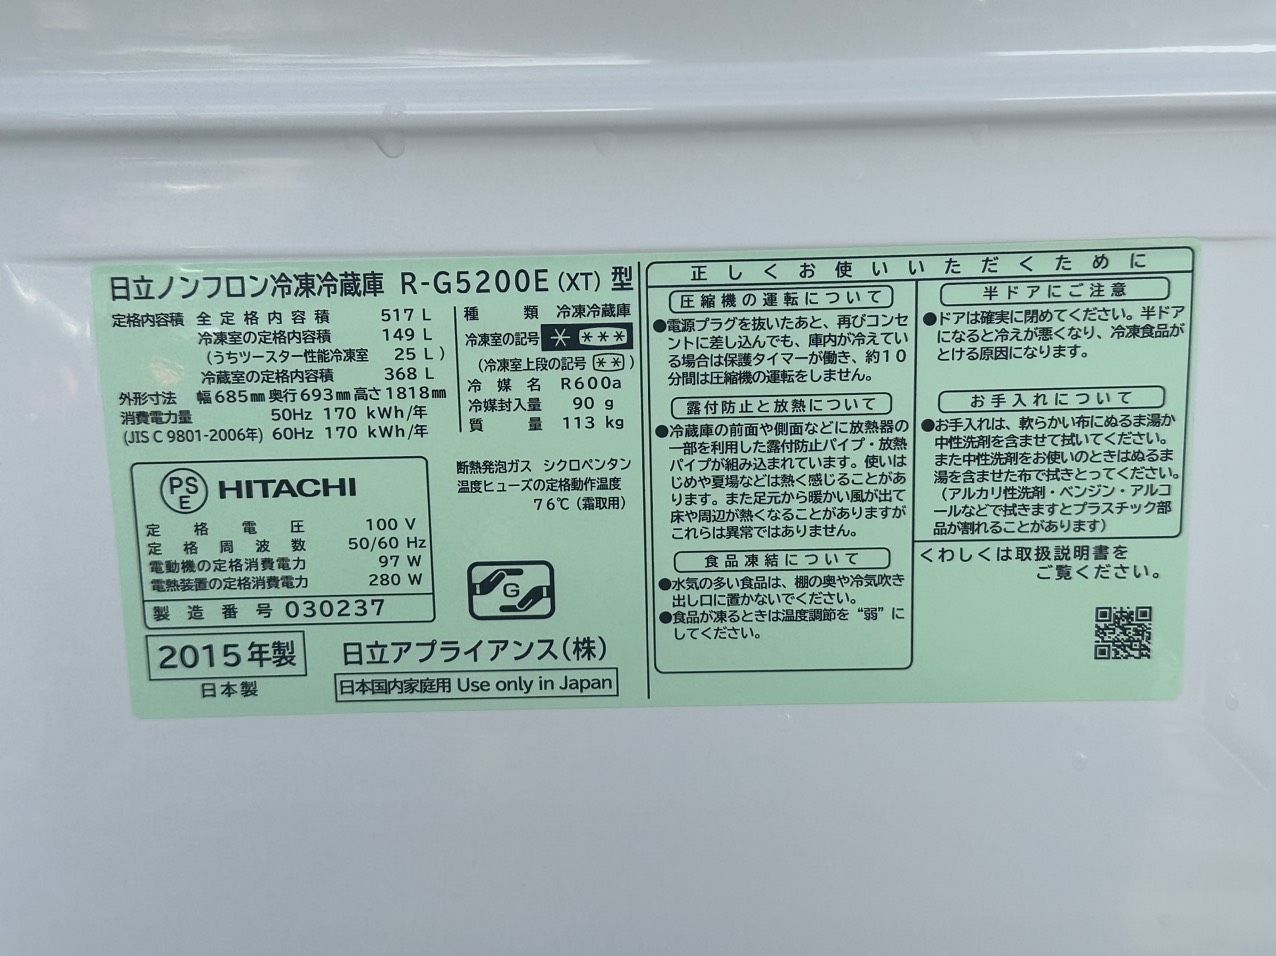 日立ノンフロン冷凍冷蔵庫 R-G5200E (XT) 型
定格内容積 全定格内容積 517 L
冷凍室の定格内容積 149 L
(うちツースター性能冷凍室 25 L)
冷蔵室の定格内容積 368 L
外形寸法 幅685mm奥行693mm高さ1818mm
消費電力量 50Hz 170 kWh/年
(JIS C 9801-2006年) 60Hz 170 kWh/年
種類 冷凍冷蔵庫
冷凍室の記号 * ***
(冷凍室上段の記号 **)
冷媒名 R600a
冷媒封入量 90 g
質量 113 kg
断熱発泡ガス シクロペンタン
温度ヒューズの定格動作温度
76℃(霜取用)
PS
E
HITACHI
定格電圧 100 V
定格周波数 50/60 Hz
電動機の定格消費電力 97 W
電熱装置の定格消費電力 280 W
製造番号 030237
G
2015年製
日本製
日立アプライアンス(株)
日本国内家庭用 Use only in Japan
正しくお使いいただくために
圧縮機の運転について
●電源プラグを抜いたあと、再びコンセ
ントに差し込んでも、庫内が冷えてい
る場合は保護タイマーが働き、約10
分間は圧縮機の運転をしません。
露付防止と放熱について
●冷蔵庫の前面や側面などに放熱器の
一部を利用した露付防止パイプ・放熱
パイプが組み込まれています。使いは
じめや夏場などは熱く感じることがあ
ります。また足元から暖かい風が出て
床や周辺が熱くなることがありますが
これらは異常ではありません。
食品凍結について
●水気の多い食品は、棚の奥や冷気吹き
出し口に置かないでください。
●食品が凍るときは温度調節を“弱”に
してください。
半ドアにご注意
●ドアは確実に閉めてください。半ドア
になると冷えが悪くなり、冷凍食品が
とける原因になります。
お手入れについて
●お手入れは、軟らかい布にぬるま湯か
中性洗剤を含ませて拭いてください。
また中性洗剤をお使いのときはぬるま
湯を含ませた布で拭きとってください。
(アルカリ性洗剤・ベンジン・アルコ
ールなどで拭きますとプラスチック部
品が割れることがあります)
くわしくは取扱説明書を
ご覧ください。